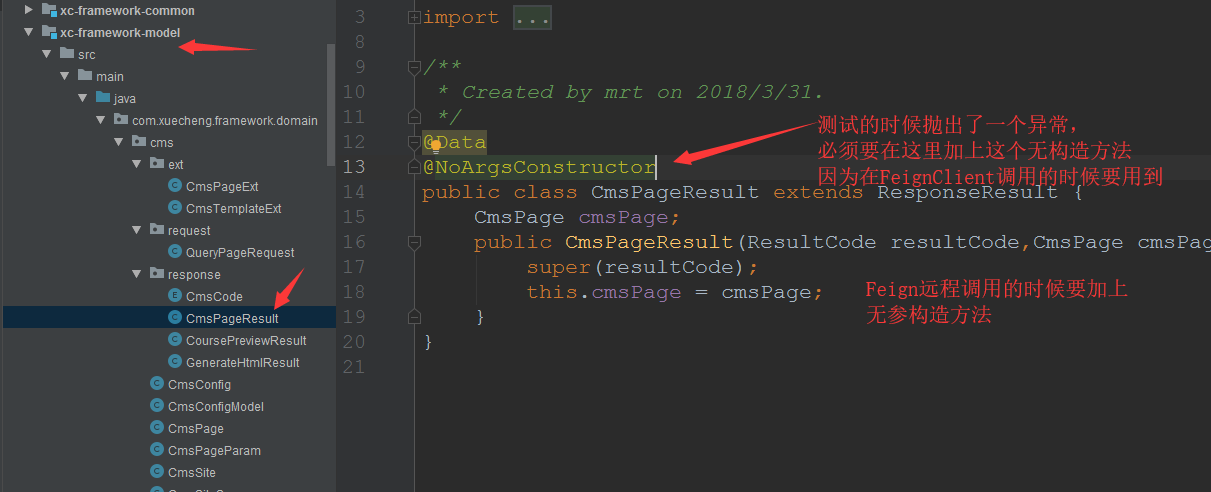 xc-framework-common
xc-framework-model
src
main
java
com.xuecheng.framework.domain
cms
ext
CmsPageExt
CmsTemplateExt
request
QueryPageRequest
response
CmsCode
CmsPageResult
CoursePreviewResult
GenerateHtmlResult
CmsConfig
CmsConfigModel
CmsPage
CmsPageParam
CmsSite
3 import ...
8
9 /**
10 * Created by mrt on 2018/3/31.
11 */
12 @Data
13 @NoArgsConstructor
14 public class CmsPageResult extends ResponseResult {
15 CmsPage cmsPage;
16 public CmsPageResult(ResultCode resultCode,CmsPage cmsPag
17 super(resultCode);
18 this.cmsPage = cmsPage;
19 }
20 }
21
测试的时候抛出了一个异常,
必须要在这里加上这个无构造方法
因为在FeignClient调用的时候要用到
Feign远程调用的时候要加上
无参构造方法